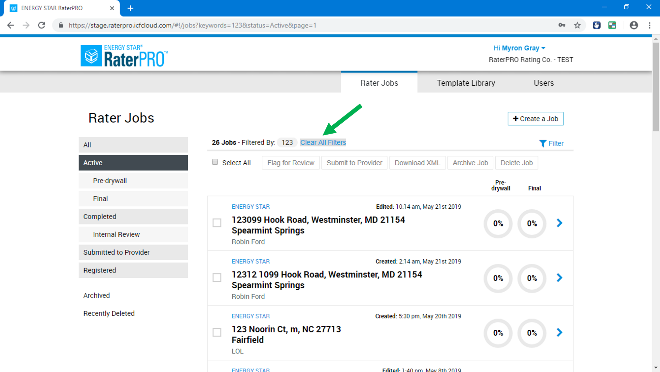 ENERGY STAR RaterPRO
https://stage.raterpro.icfcloud.com/#!/jobs?keywords=123&status=Active&page=1
ENERGY STAR®
RaterPRO™
Hi Myron Gray
RaterPRO Rating Co. - TEST
Rater Jobs
Template Library
Users
Rater Jobs
+ Create a Job
All
Active
Pre-drywall
Final
Completed
Internal Review
Submitted to Provider
Registered
Archived
Recently Deleted
26 Jobs - Filtered By: 123 Clear All Filters
Filter
Select All
Flag for Review
Submit to Provider
Download XML
Archive Job
Delete Job
Pre-
drywall
Final
ENERGY STAR
Edited: 10:14 am, May 21st 2019
123099 Hook Road, Westminster, MD 21154
Spearmint Springs
Robin Ford
0%
0%
ENERGY STAR
Created: 2:14 am, May 21st 2019
12312 1099 Hook Road, Westminster, MD 21154
Spearmint Springs
Robin Ford
0%
0%
ENERGY STAR
Created: 5:30 pm, May 20th 2019
123 Noorin Ct, m, NC 27713
Fairfield
LOL
0%
0%
ENERGY STAR
Edited: 1:40 pm, May 8th 2019